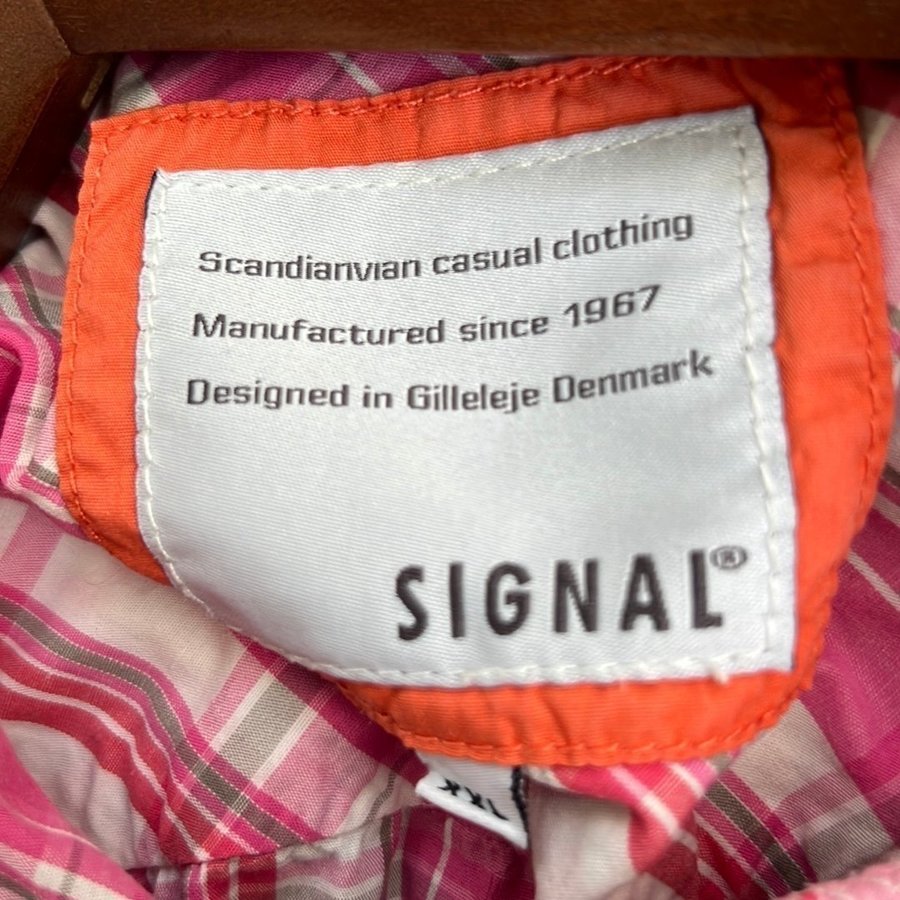 Scandianvian casual clothing
Manufactured since 1967
Designed in Gilleleje Denmark
SIGNAL®